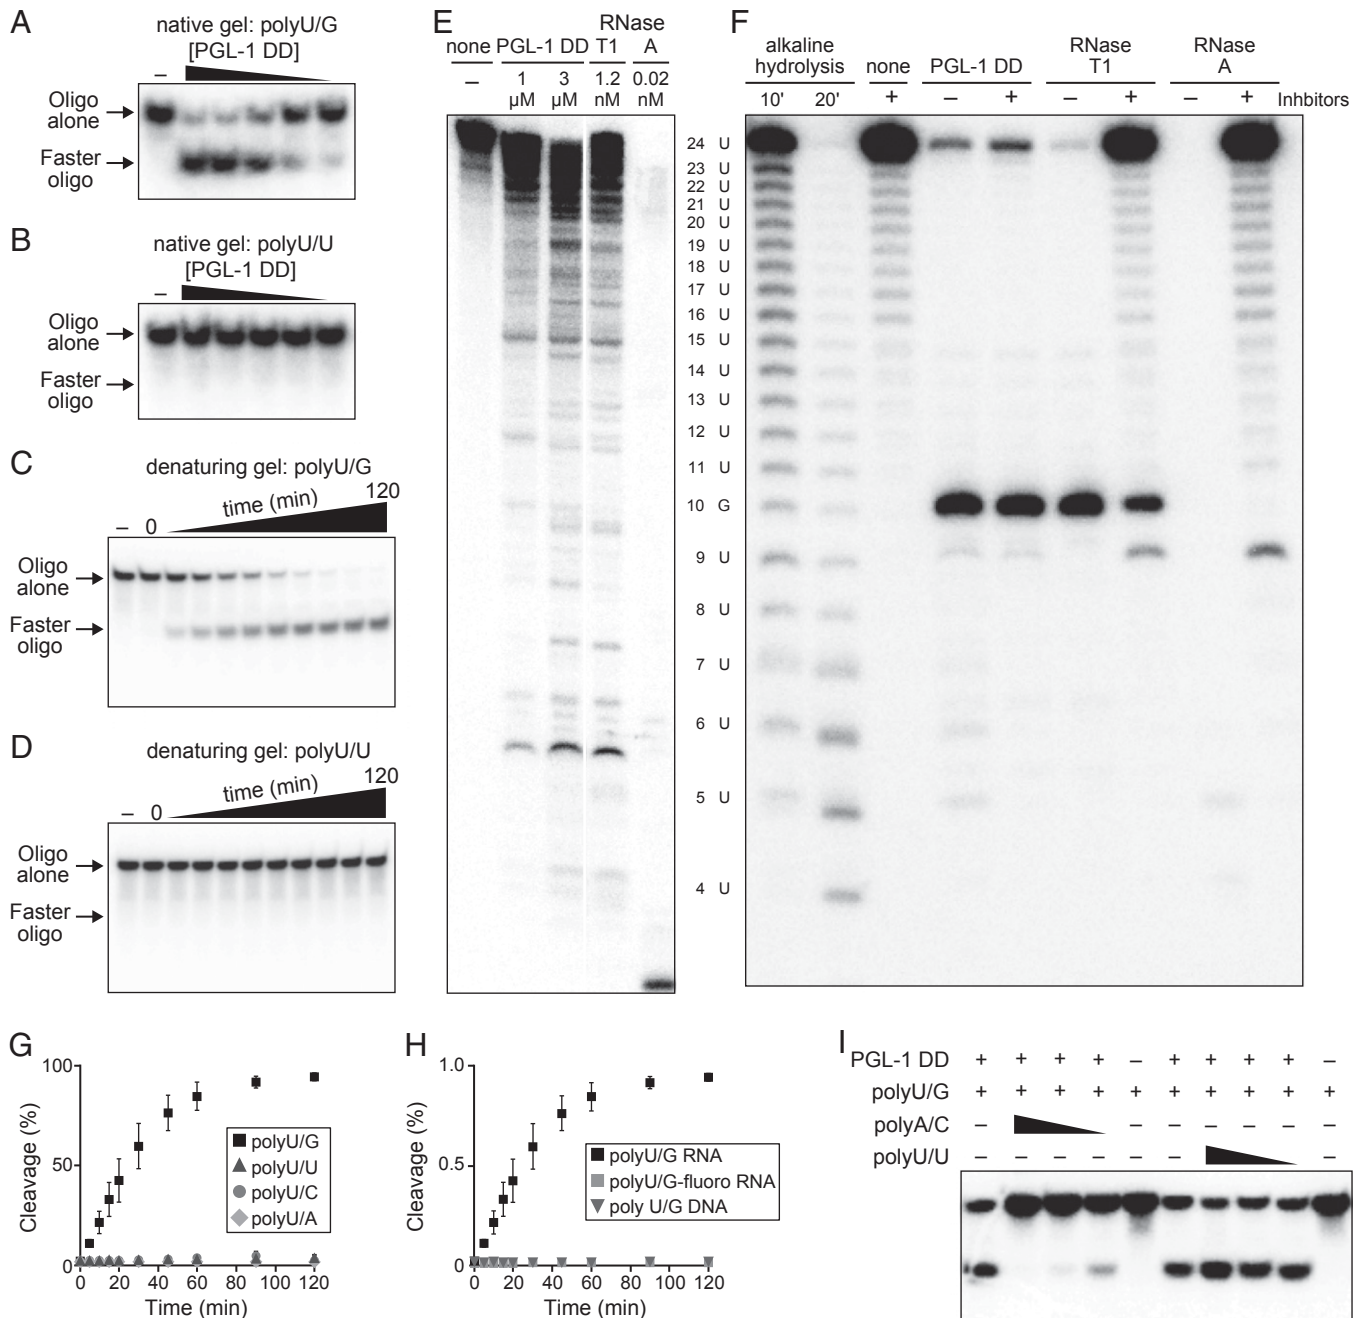 A
native gel: polyU/G
[PGL-1 DD]
–
Oligo
alone
Faster
oligo
B
native gel: polyU/U
[PGL-1 DD]
–
Oligo
alone
Faster
oligo
C
denaturing gel: polyU/G
time (min)
120
– 0
Oligo
alone
Faster
oligo
D
denaturing gel: polyU/U
time (min)
120
– 0
Oligo
alone
Faster
oligo
E
RNase
none PGL-1 DD T1 A
– 1 3 1.2 0.02
µM µM nM nM
F
alkaline
hydrolysis
none
PGL-1 DD
RNase
T1
RNase
A
10' 20' + – + – + – + Inhbitors
24 U
23 U
22 U
21 U
20 U
19 U
18 U
17 U
16 U
15 U
14 U
13 U
12 U
11 U
10 G
9 U
8 U
7 U
6 U
5 U
4 U
G
Cleavage (%)
100
50
0
0 20 40 60 80 100 120
Time (min)
polyU/G
polyU/U
polyU/C
polyU/A
H
Cleavage (%)
1.0
0.5
0
0 20 40 60 80 100 120
Time (min)
polyU/G RNA
polyU/G-fluoro RNA
poly U/G DNA
I
PGL-1 DD + + + + – + + + + –
polyU/G + + + + + + + + + +
polyA/C – – – – – – –
polyU/U – – – – – – –